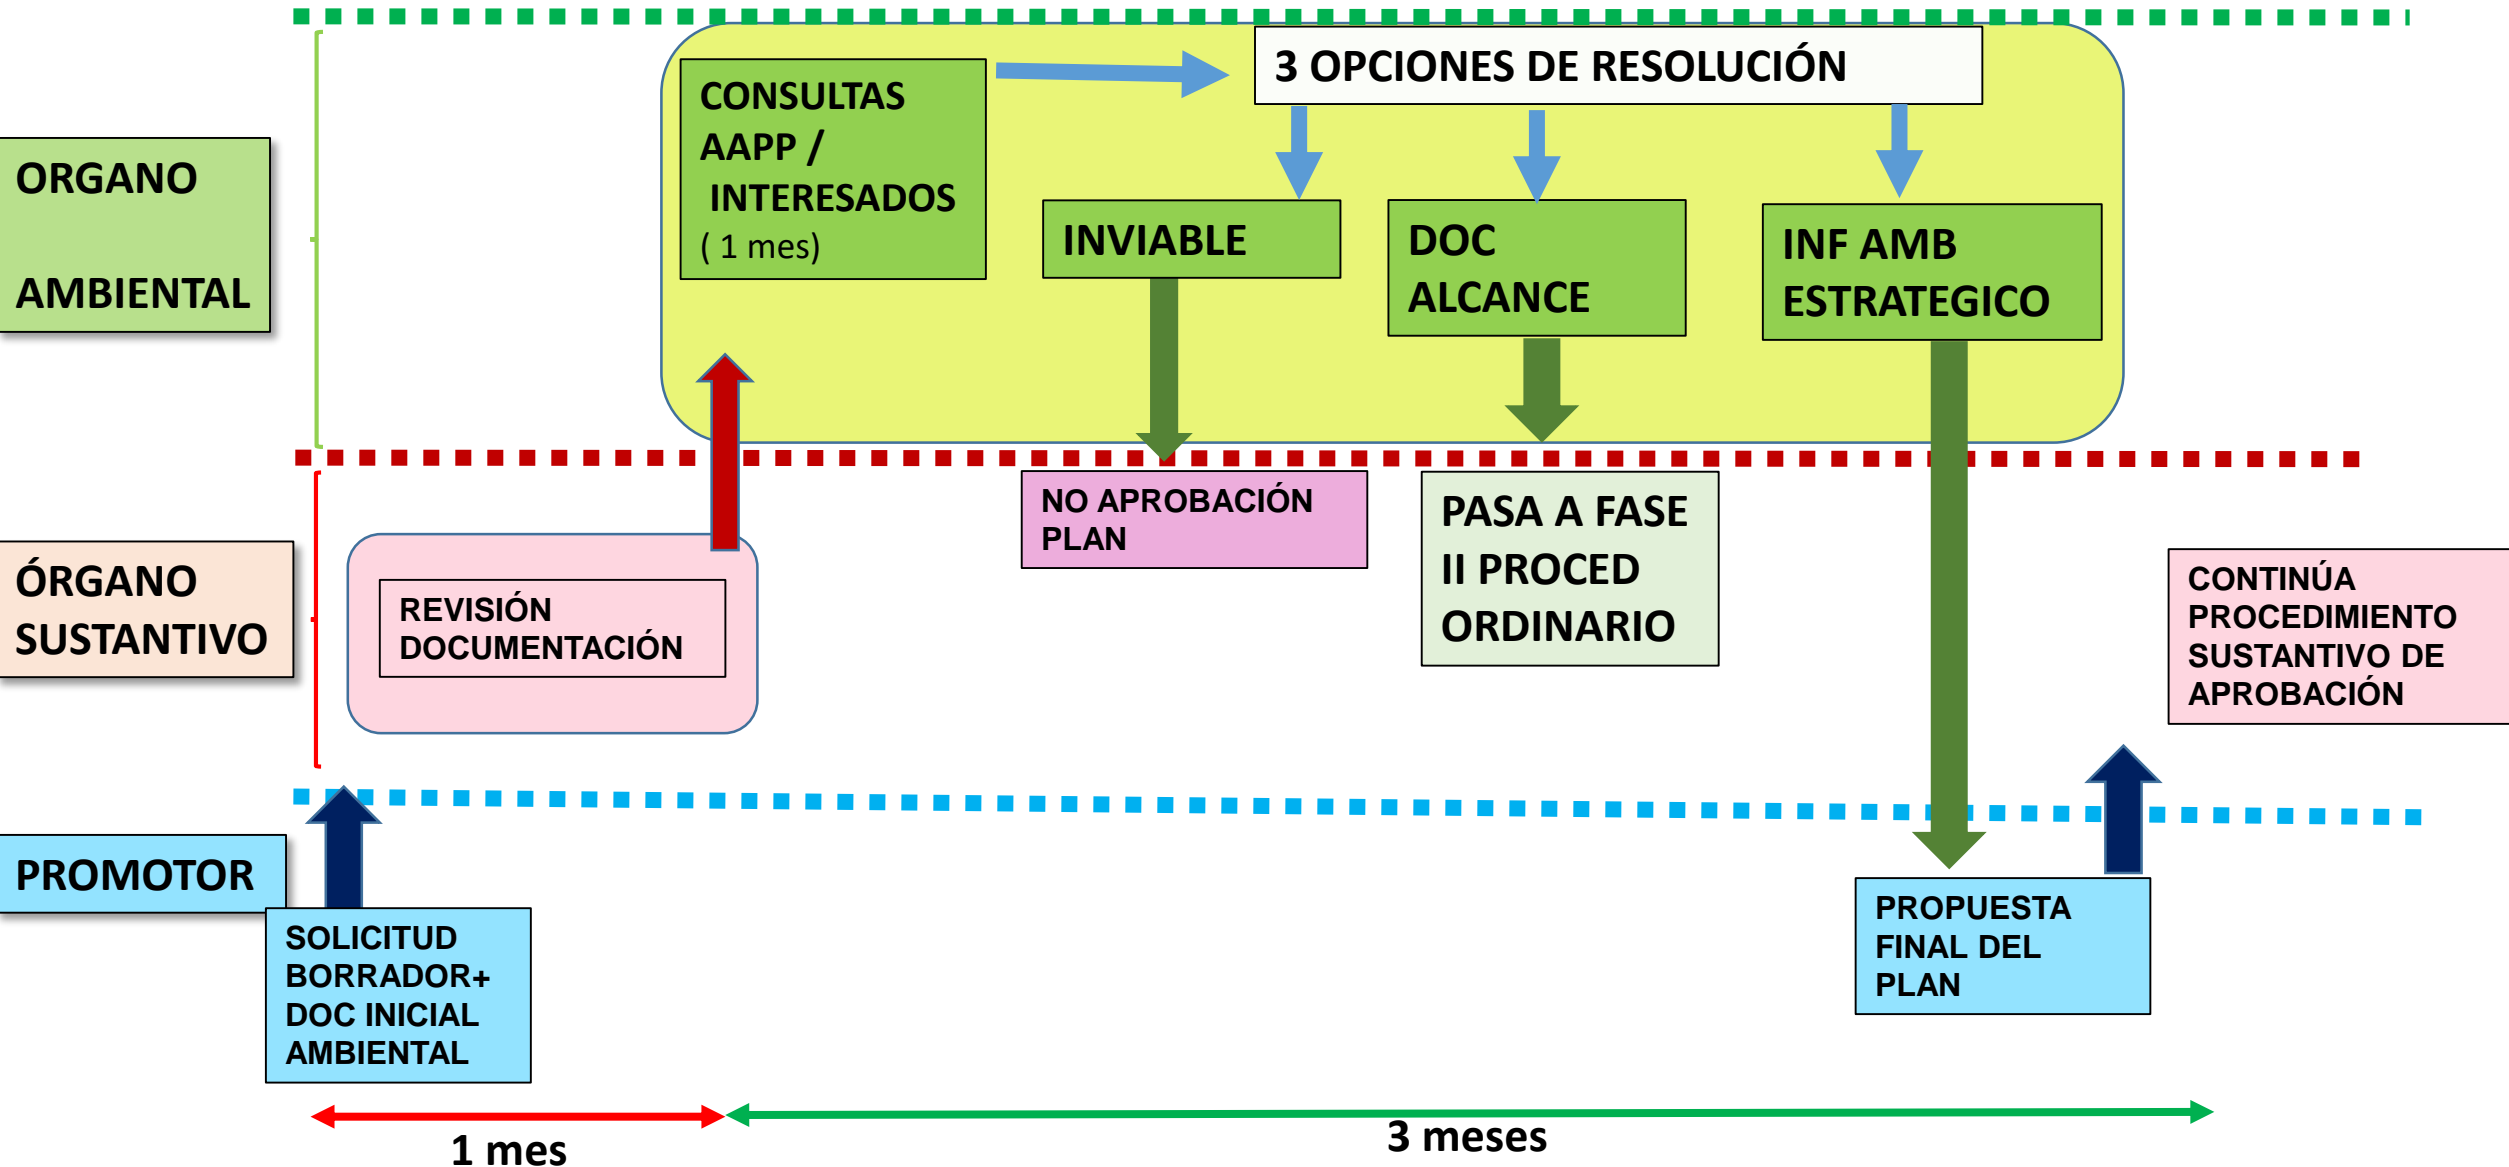 3 OPCIONES DE RESOLUCIÓN
CONSULTAS
AAPP /
INTERESADOS
( 1 mes)
ORGANO
AMBIENTAL
INVIABLE
DOC
ALCANCE
INF AMB
ESTRATEGICO
NO APROBACIÓN
PLAN
PASA A FASE
II PROCED
ORDINARIO
ÓRGANO
SUSTANTIVO
REVISIÓN
DOCUMENTACIÓN
CONTINÚA
PROCEDIMIENTO
SUSTANTIVO DE
APROBACIÓN
PROMOTOR
SOLICITUD
BORRADOR+
DOC INICIAL
AMBIENTAL
PROPUESTA
FINAL DEL
PLAN
1 mes
3 meses